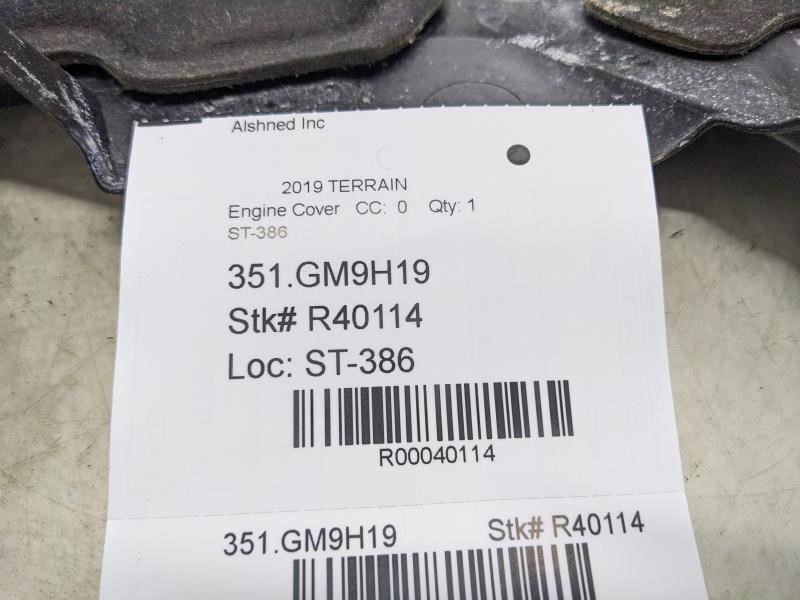 Alshned Inc
2019 TERRAIN
Engine Cover CC: 0 Qty: 1
ST-386
351.GM9H19
Stk# R40114
Loc: ST-386
R00040114
351.GM9H19 Stk# R40114